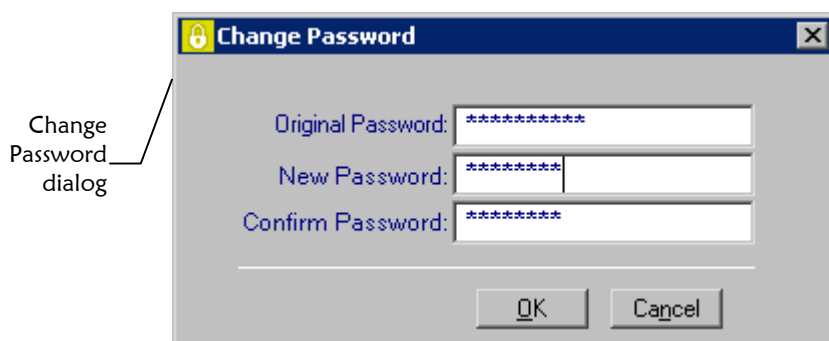 Change Password
Change
Password
dialog
Original Password: **********
New Password: ********
Confirm Password: ********
OK Cancel